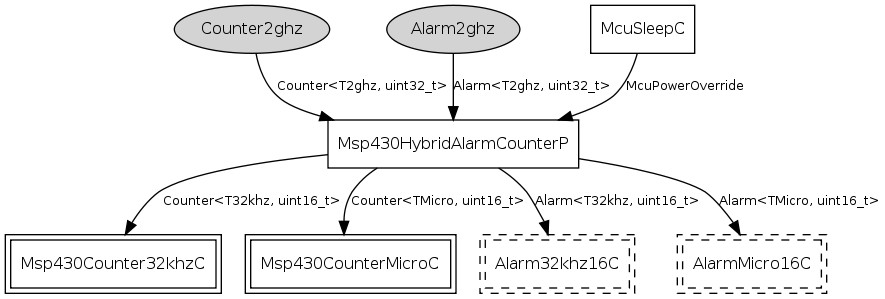 Counter2ghz
Alarm2ghz
McuSleepC
Counter<T2ghz, uint32_t>
Alarm<T2ghz, uint32_t>
McuPowerOverride
Msp430HybridAlarmCounterP
Counter<T32khz, uint16_t>
Counter<TMicro, uint16_t>
Alarm<T32khz, uint16_t>
Alarm<TMicro, uint16_t>
Msp430Counter32khzC
Msp430CounterMicroC
Alarm32khz16C
AlarmMicro16C